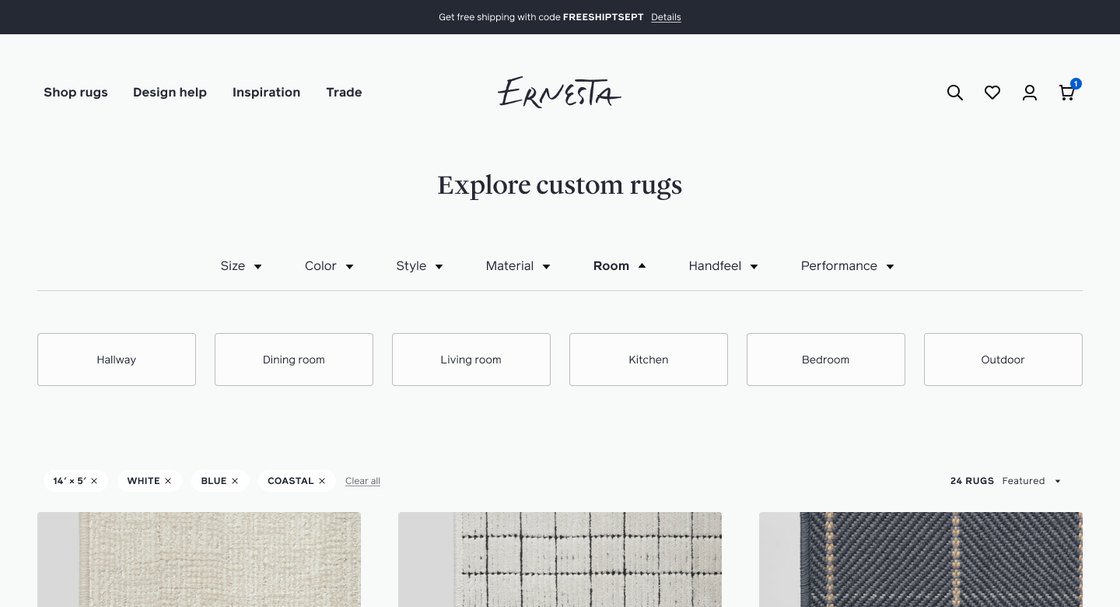 Get free shipping with code FREESHIPTSEPT Details
Shop rugs Design help Inspiration Trade ERNESTA 1
Explore custom rugs
Size Color Style Material Room Handfeel Performance
Hallway Dining room Living room Kitchen Bedroom Outdoor
14′ × 5′ × WHITE × BLUE × COASTAL × Clear all 24 RUGS Featured